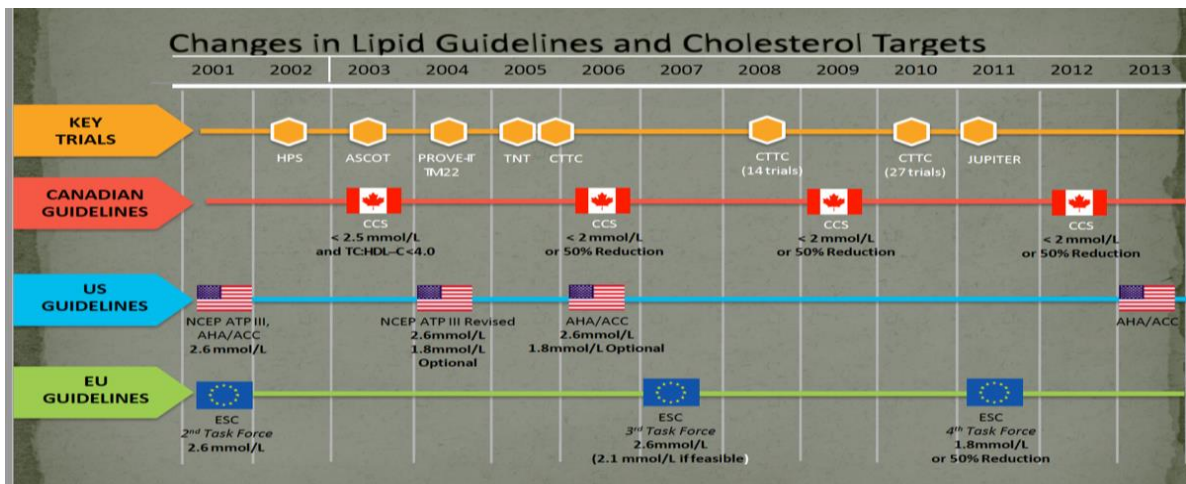 Changes in Lipid Guidelines and Cholesterol Targets
2001 2002 2003 2004 2005 2006 2007 2008 2009 2010 2011 2012 2013
KEY
TRIALS
HPS
ASCOT
PROVE-IT
TIM22
TNT
CTTC
CTTC
(14 trials)
CTTC
(27 trials)
JUPITER
CANADIAN
GUIDELINES
CCS
< 2.5 mmol/L
and TC:HDL–C<4.0
CCS
< 2 mmol/L
or 50% Reduction
CCS
< 2 mmol/L
or 50% Reduction
CCS
< 2 mmol/L
or 50% Reduction
US
GUIDELINES
NCEP ATP III,
AHA/ACC
2.6 mmol/L
NCEP ATP III Revised
2.6mmol/L
1.8mmol/L
Optional
AHA/ACC
2.6mmol/L
1.8mmol/L Optional
AHA/ACC
EU
GUIDELINES
ESC
2nd Task Force
2.6 mmol/L
ESC
3rd Task Force
2.6mmol/L
(2.1 mmol/L if feasible)
ESC
4th Task Force
1.8mmol/L
or 50% Reduction